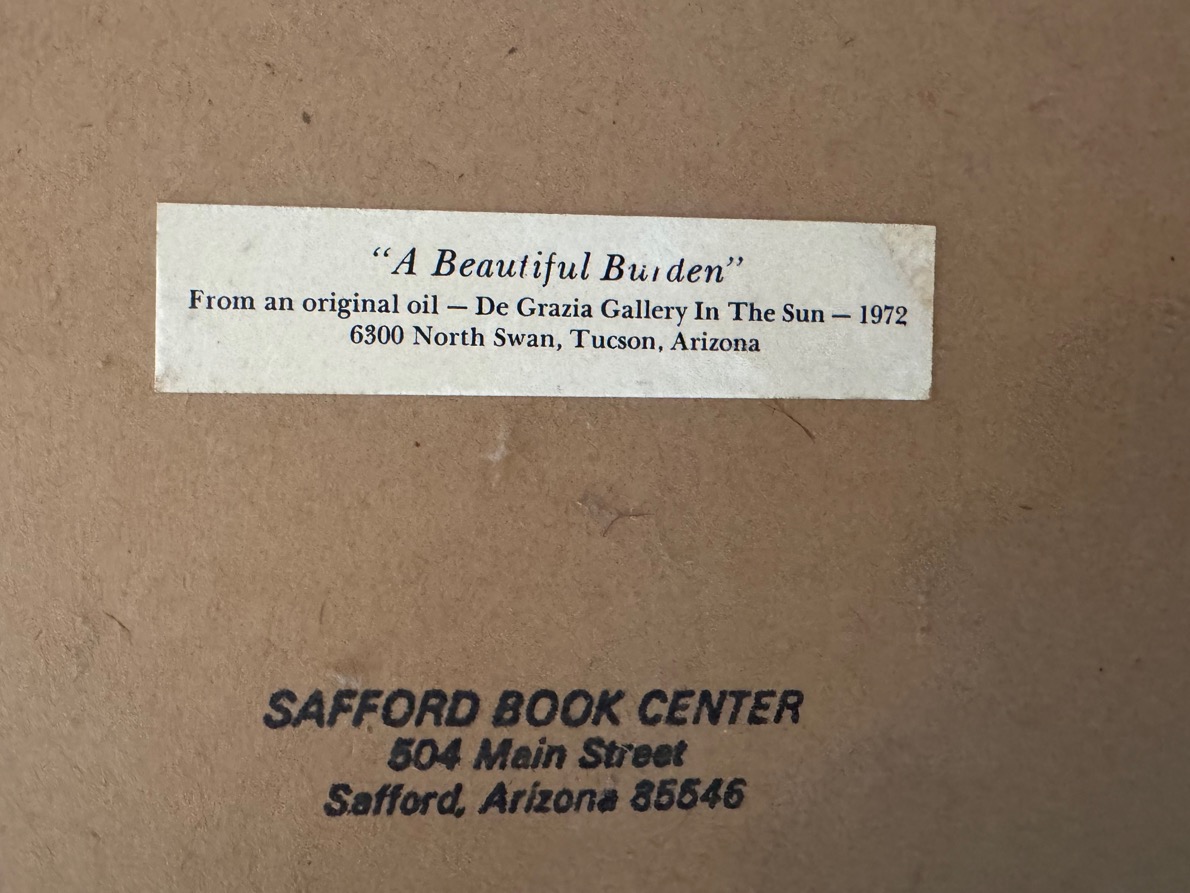 “A Beautiful Burden”
From an original oil — De Grazia Gallery In The Sun — 1972
6300 North Swan, Tucson, Arizona
SAFFORD BOOK CENTER
504 Main Street
Safford, Arizona 85546